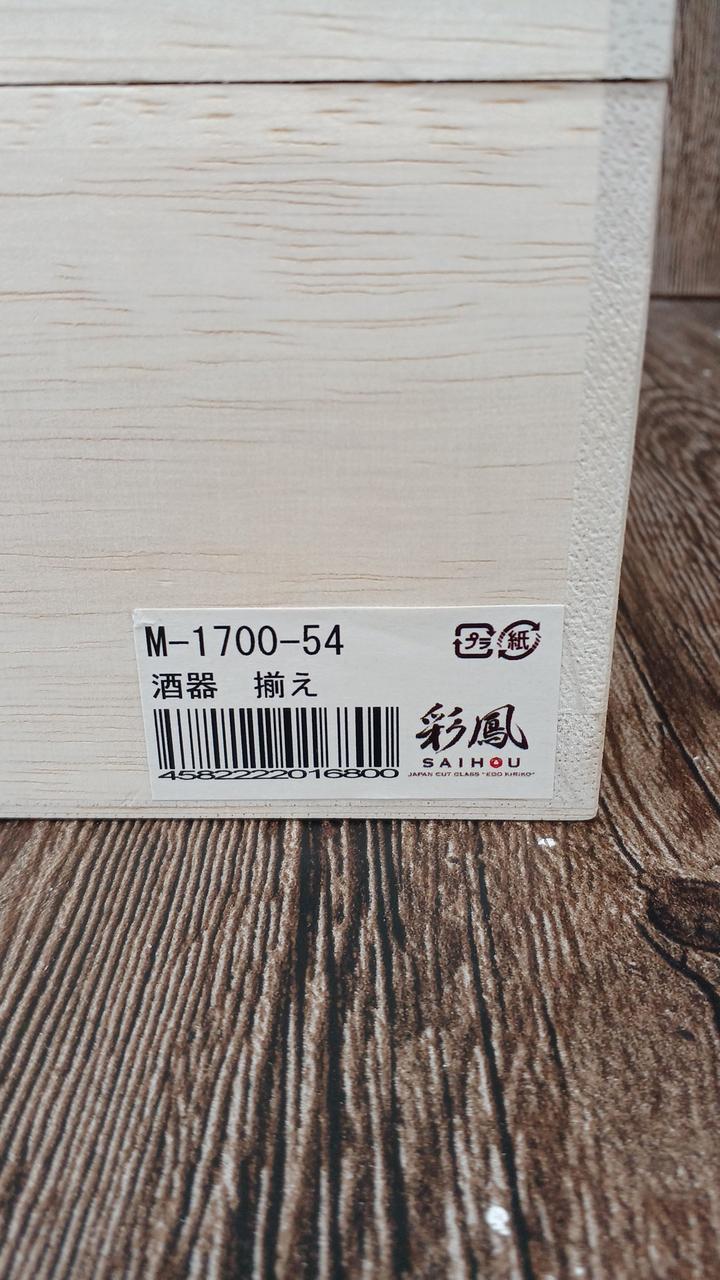 M-1700-54
プラ 紙
酒器　揃え
4582222016800
彩鳳
SAIHOU
JAPAN CUT GLASS "EDO KIRIKO"